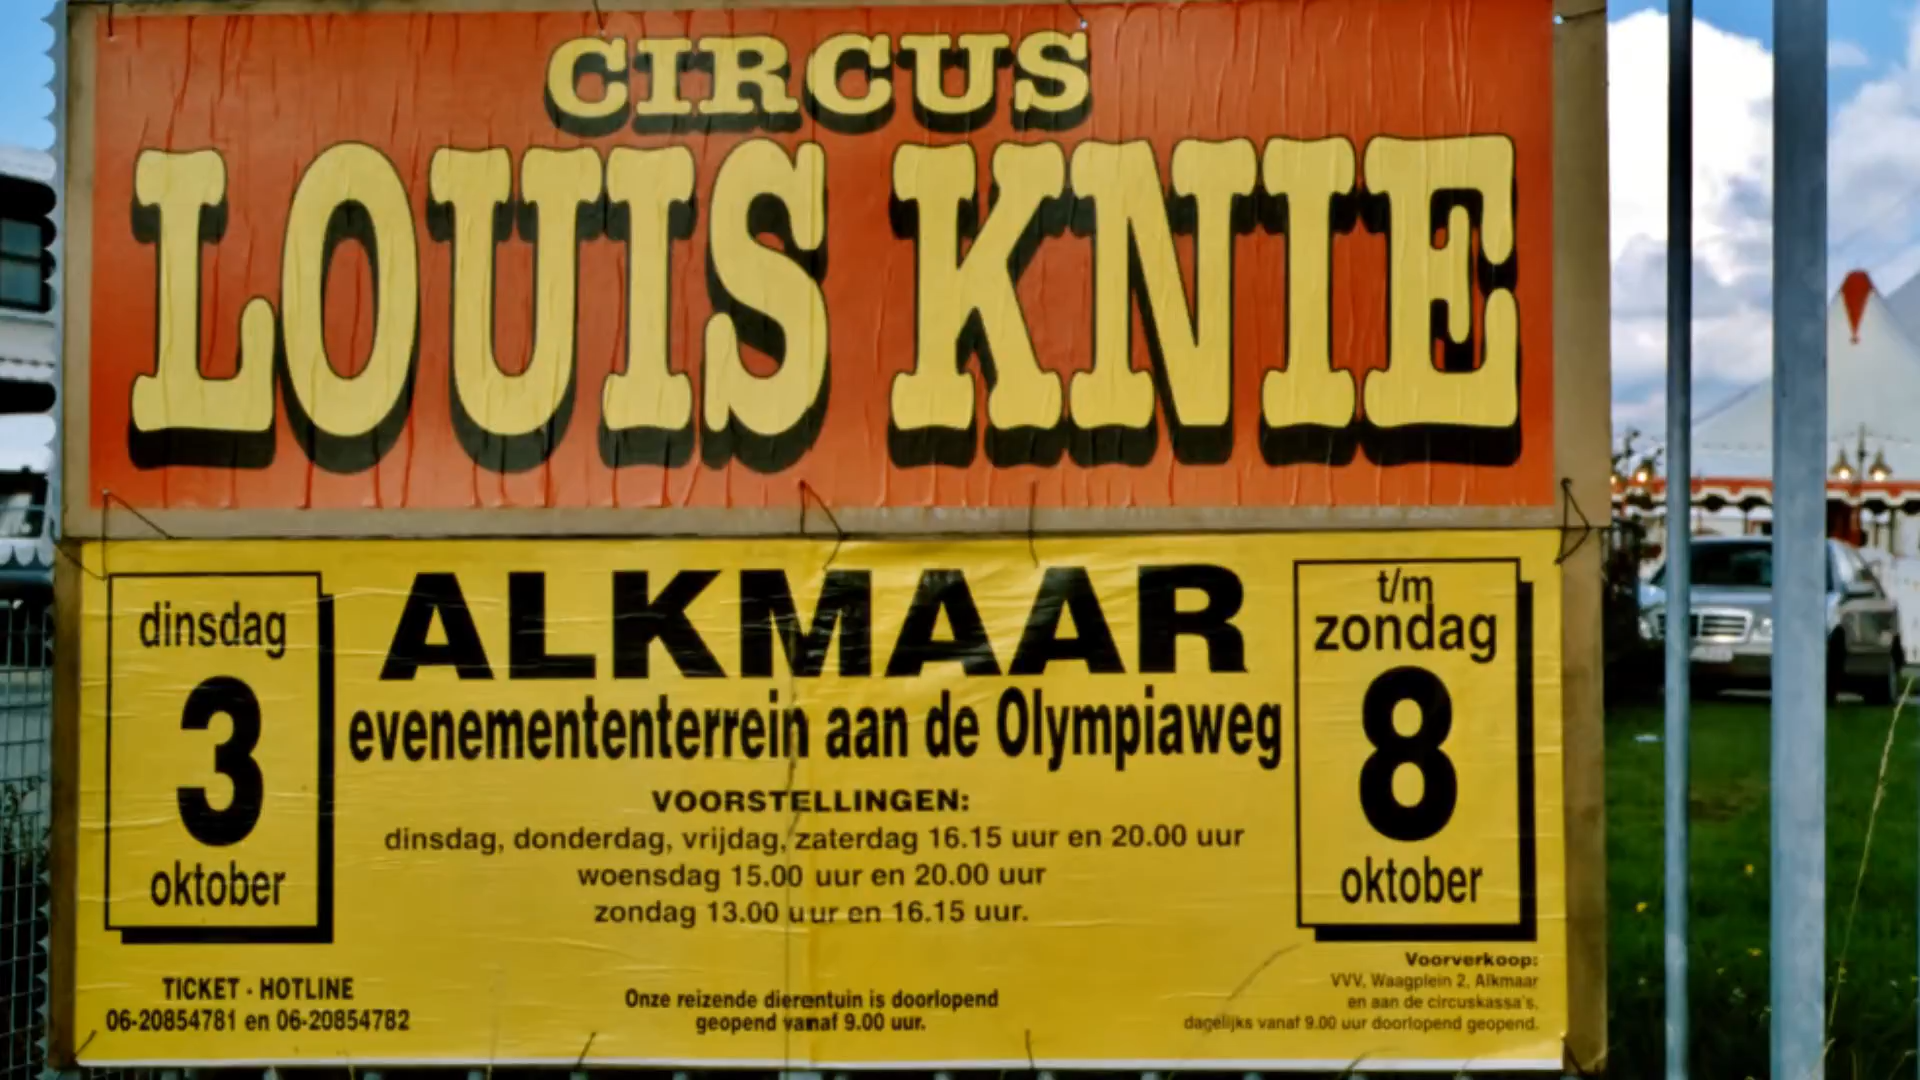 CIRCUS
LOUIS KNIE
dinsdag
3
oktober
ALKMAAR
evenemententerrein aan de Olympiaweg
t/m
zondag
8
oktober
VOORSTELLINGEN:
dinsdag, donderdag, vrijdag, zaterdag 16.15 uur en 20.00 uur
woensdag 15.00 uur en 20.00 uur
zondag 13.00 uur en 16.15 uur.
TICKET - HOTLINE
06-20854781 en 06-20854782
Onze reizende dierentuin is doorlopend
geopend vanaf 9.00 uur.
Voorverkoop:
VVV, Waagplein 2, Alkmaar
en aan de circuskassa's.
dagelijks vanaf 9.00 uur doorlopend geopend.